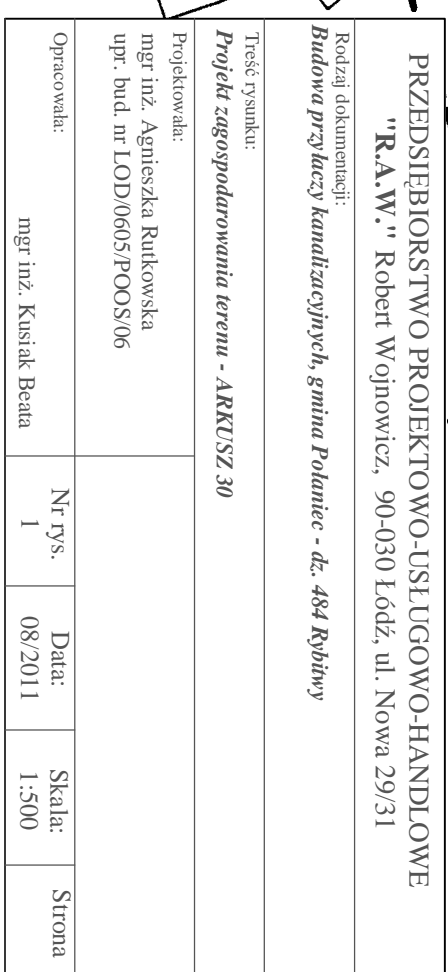 PRZEDSIĘBIORSTWO PROJEKTOWO-USŁUGOWO-HANDLOWE
"R.A.W." Robert Wojnowicz, 90-030 Łódź, ul. Nowa 29/31
Rodzaj dokumentacji:
Budowa przyłaczy kanalizacyjnych, gmina Połaniec - dz. 484 Rybitwy
Treść rysunku:
Projekt zagospodarowania terenu - ARKUSZ 30
Projektowała:
mgr inż. Agnieszka Rutkowska
upr. bud. nr LOD/0605/POOS/06
Opracowała:
mgr inż. Kusiak Beata
Nr rys.
1
Data:
08/2011
Skala:
1:500
Strona